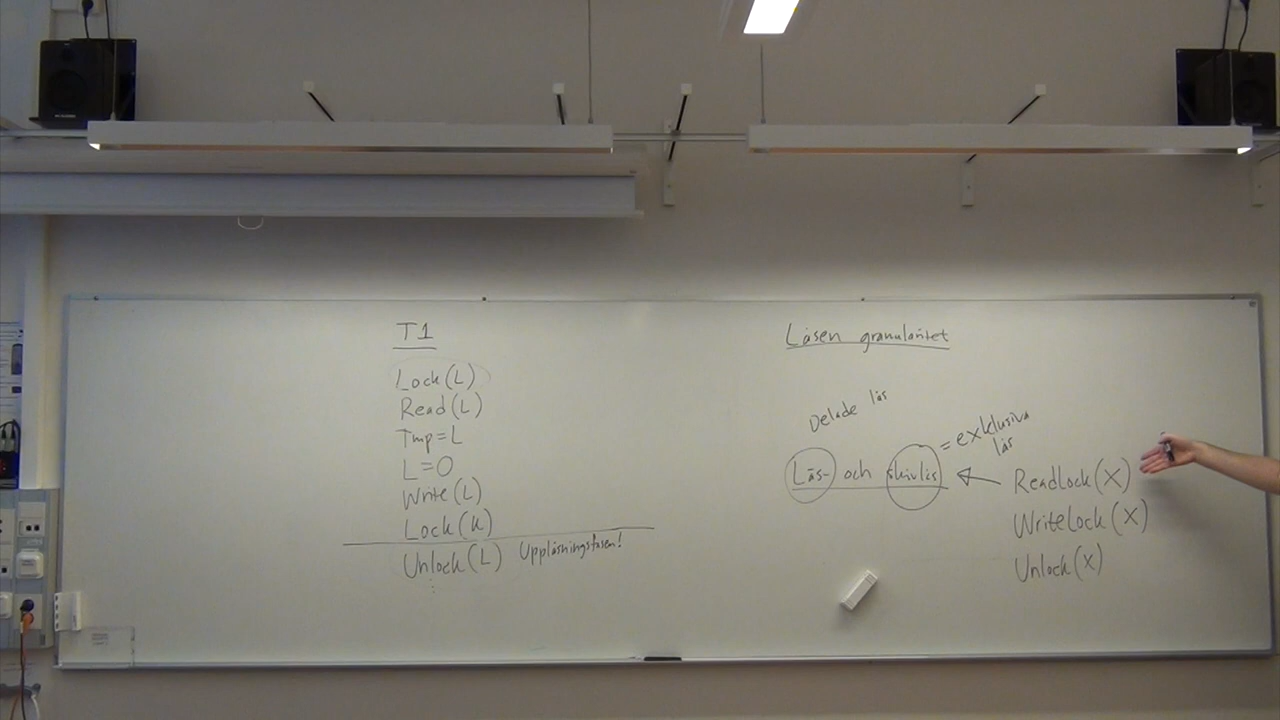 T1
Lock(L)
Read(L)
Tmp=L
L=0
Write(L)
Lock(K)
Unlock(L) Upplåsningsfasen!
⋮
Låsen granularitet
Delade lås
Läs- och skrivlås
= exklusiva
lås
ReadLock(X)
WriteLock(X)
Unlock(X)